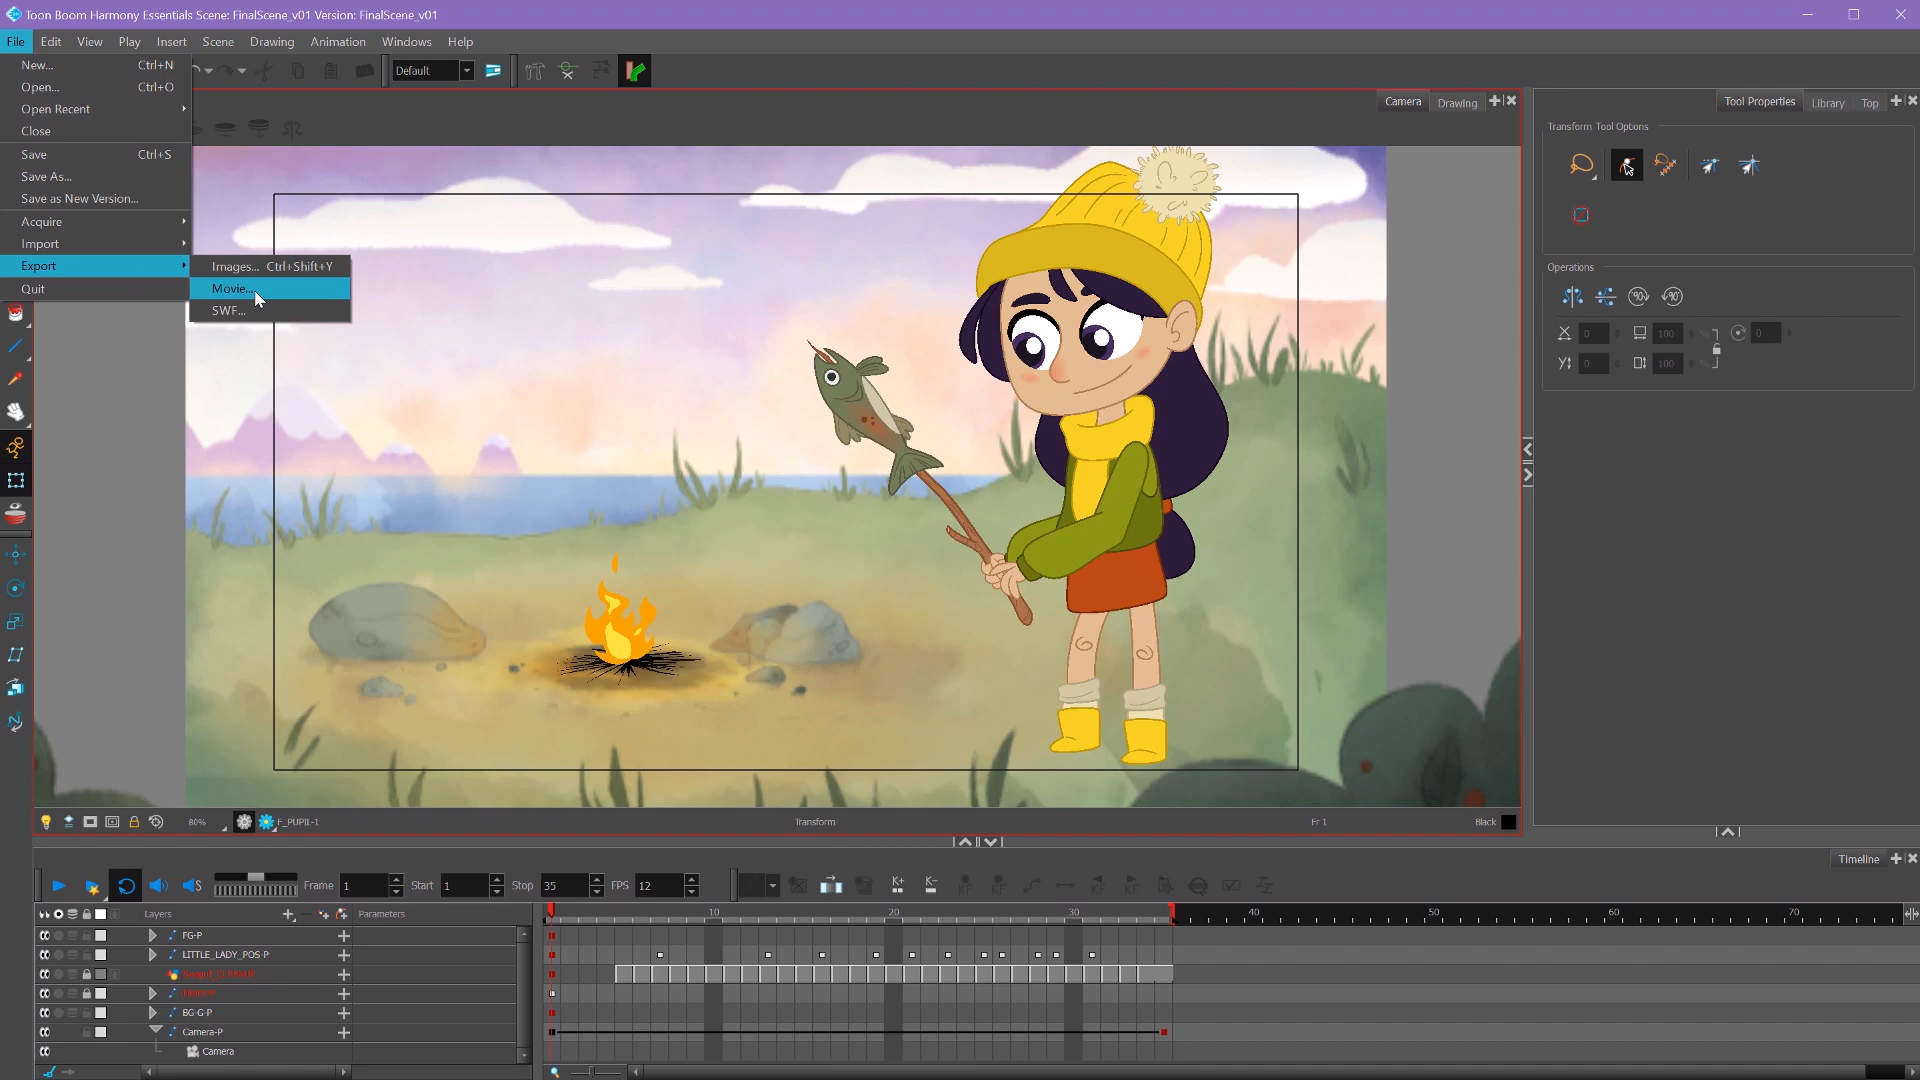 Toon Boom Harmony Essentials Scene: FinalScene_v01 Version: FinalScene_v01
File Edit View Play Insert Scene Drawing Animation Windows Help
New... Ctrl+N
Open... Ctrl+O
Open Recent
Close
Save Ctrl+S
Save As...
Save as New Version...
Acquire
Import
Export
Quit
Images... Ctrl+Shift+Y
Movie...
SWF...
Default
Camera Drawing
Tool Properties Library Top
Transform Tool Options
Operations
X 0 100 % 0
Y 0 100 %
80% F_PUPIL-1 Transform Fr 1 Black
Timeline
Frame 1 Start 1 Stop 35 FPS 12
Layers Parameters
10 20 30 40 50 60 70
FG-P
LITTLE_LADY_POS-P
BG-G-P
Camera-P
Camera